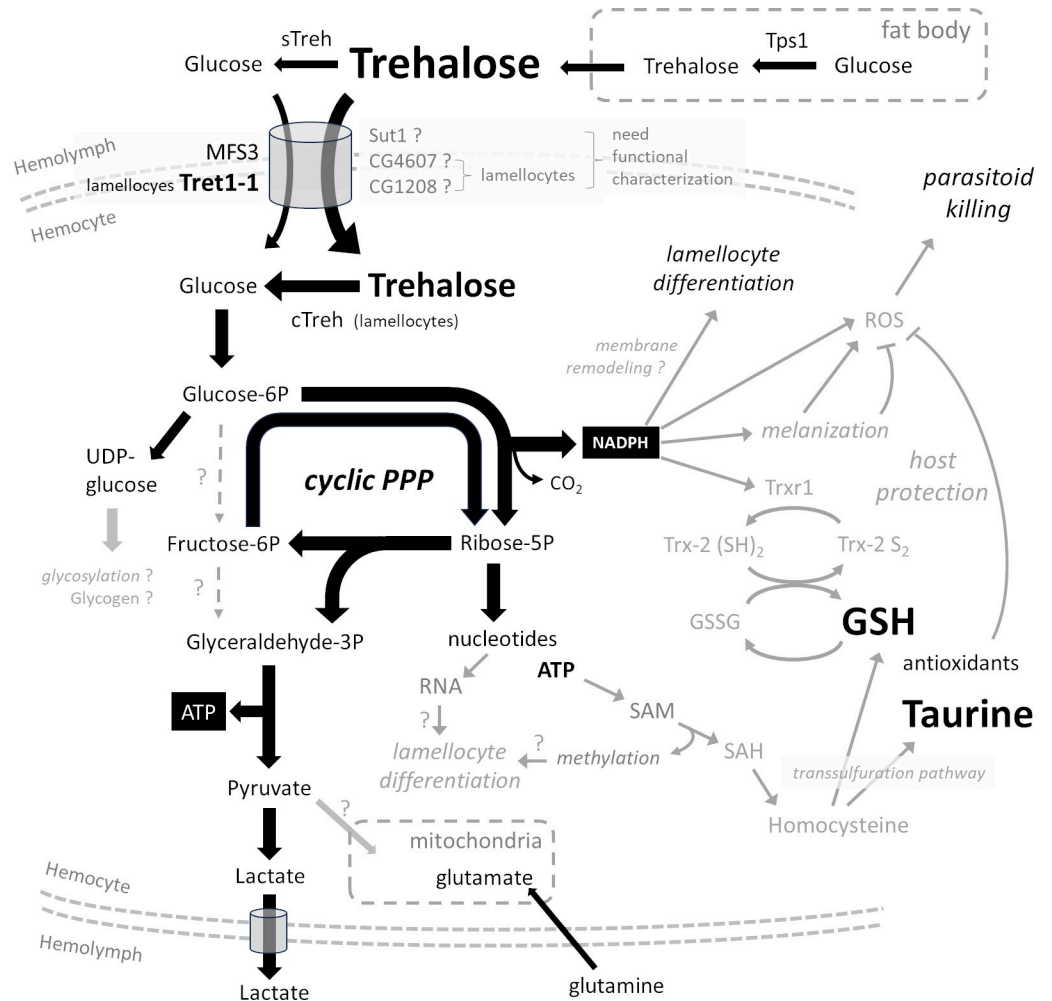 fat body
sTreh
Tps1
Glucose
Trehalose
Trehalose
Glucose
Hemolymph
MFS3
lamellocyes Tret1-1
Sut1 ?
CG4607 ?
CG1208 ?
lamellocytes
need
functional
characterization
Hemocyte
parasitoid
killing
lamellocyte
differentiation
Glucose
Trehalose
cTreh (lamellocytes)
ROS
membrane
remodeling ?
Glucose-6P
UDP-
glucose
?
cyclic PPP
NADPH
CO2
melanization
host
protection
Trxr1
Fructose-6P
Ribose-5P
Trx-2 (SH)2
Trx-2 S2
glycosylation ?
Glycogen ?
?
GSSG
GSH
Glyceraldehyde-3P
nucleotides
antioxidants
ATP
RNA
ATP
SAM
Taurine
?
lamellocyte
differentiation
?
methylation
SAH
transsulfuration pathway
Pyruvate
?
Homocysteine
mitochondria
glutamate
Hemocyte
Lactate
Hemolymph
glutamine
Lactate